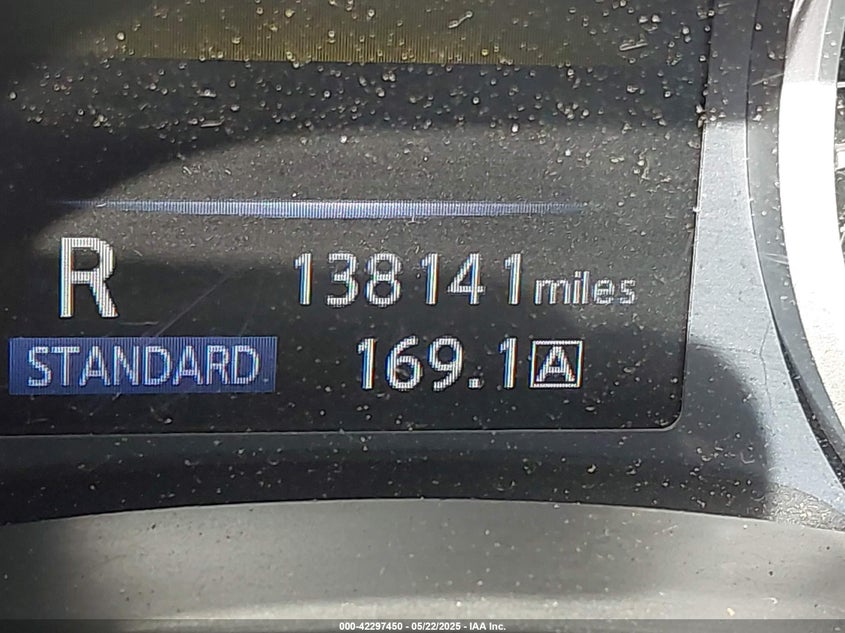 R 138141 miles
STANDARD 169.1 A
000-42297450 - 05/22/2025 - IAA Inc.